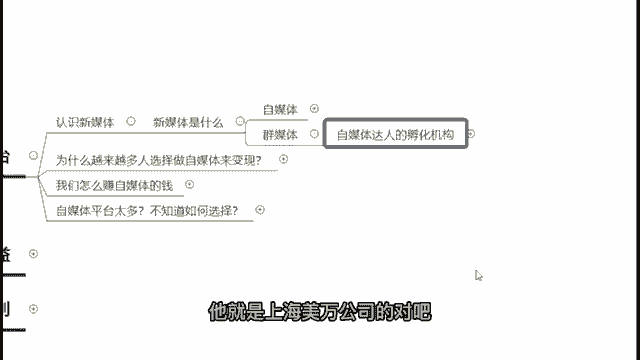 自媒体
认识新媒体 新媒体是什么
群媒体 自媒体达人的孵化机构
台
为什么越来越多人选择做自媒体来变现？
我们怎么赚自媒体的钱
自媒体平台太多？不知道如何选择？
益
他就是上海芙万公司的对吧